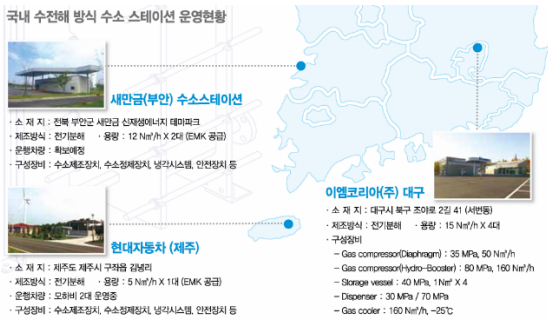 국내 수전해 방식 수소 스테이션 운영현황
새만금(부안) 수소스테이션
· 소 재 지 : 전북 부안군 새만금 신재생에너지 테마파크
· 제조방식 : 전기분해 · 용량 : 12 N㎥/h X 2대 (EMK 공급)
· 운행차량 : 확보예정
· 구성장비 : 수소제조장치, 수소정제장치, 냉각시스템, 안전장치 등
현대자동차 (제주)
· 소 재 지 : 제주도 제주시 구좌읍 김녕리
· 제조방식 : 전기분해 · 용량 : 5 N㎥/h X 1대 (EMK 공급)
· 운행차량 : 모하비 2대 운영중
· 구성장비 : 수소제조장치, 수소정제장치, 냉각시스템, 안전장치 등
이엠코리아(주) 대구
· 소 재 지 : 대구시 북구 조야로 2길 41 (서변동)
· 제조방식 : 전기분해 · 용량 : 15 N㎥/h X 4대
· 구성장비
– Gas compressor(Diaphragm) : 35 MPa, 50 N㎥/h
– Gas compressor(Hydro-Booster) : 80 MPa, 160 N㎥/h
– Storage vessel : 40 MPa, 1N㎥ X 4
– Dispenser : 30 MPa / 70 MPa
– Gas cooler : 160 N㎥/h, -25℃